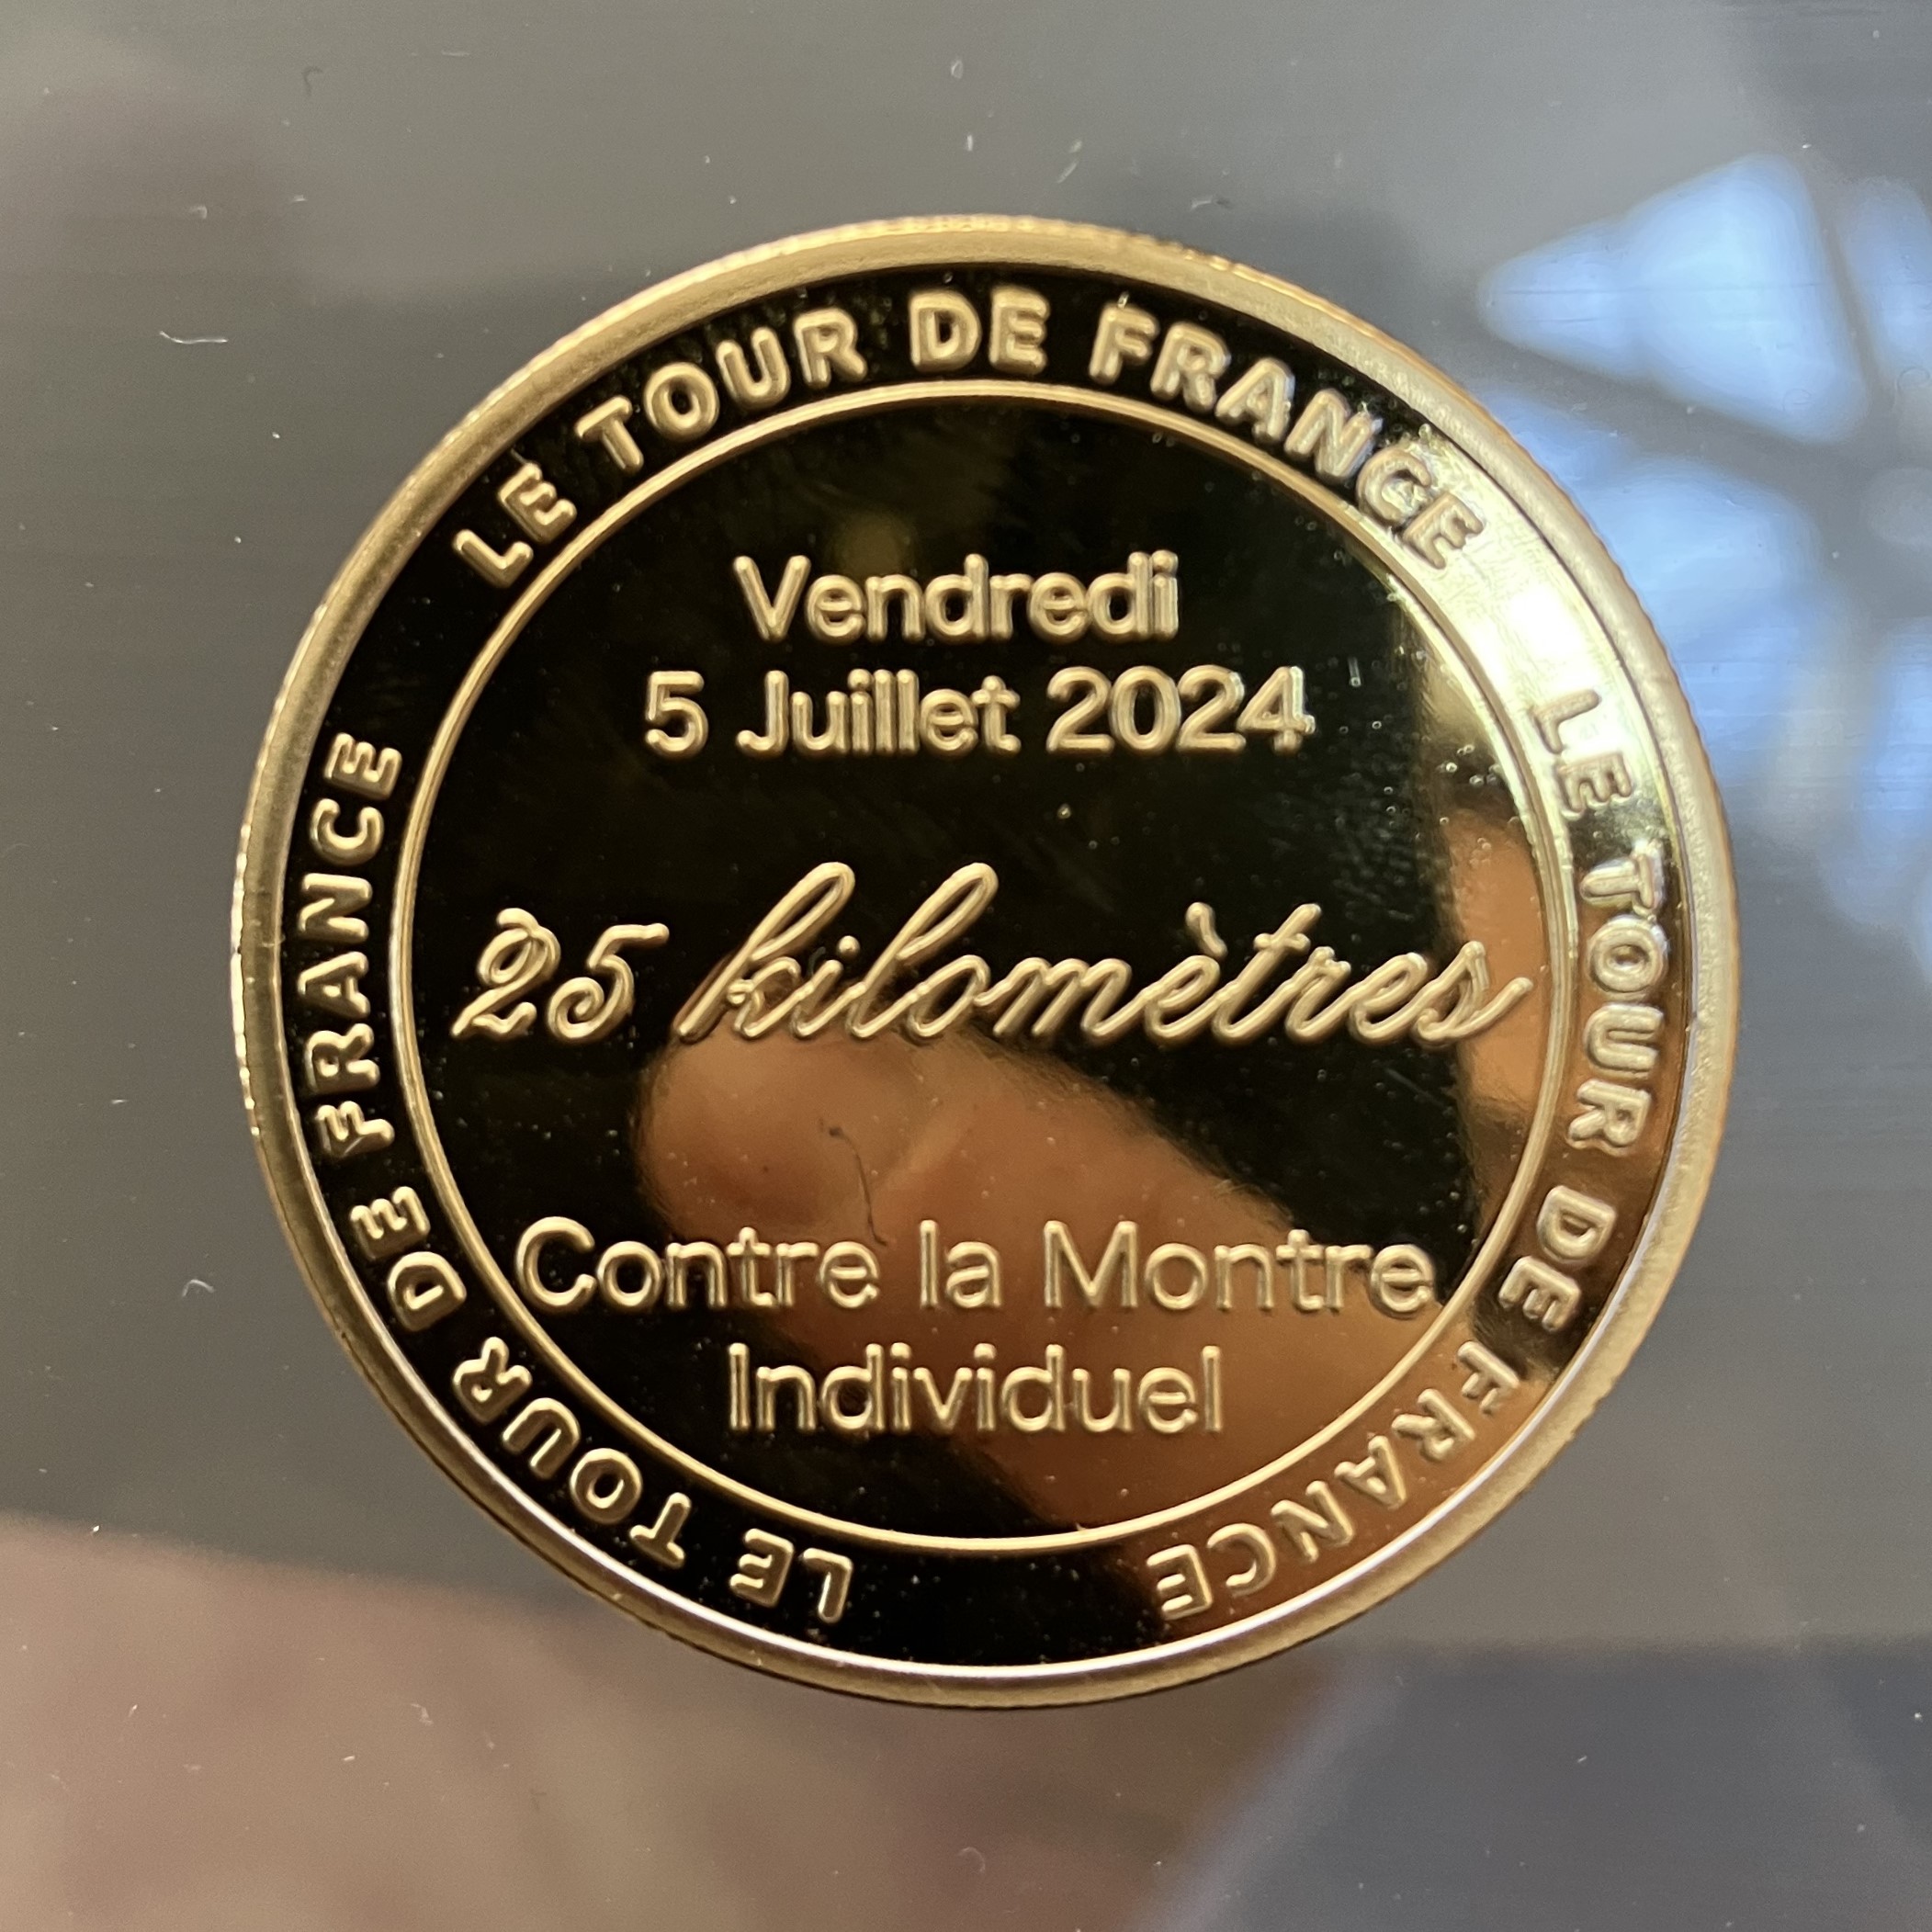 LE TOUR DE FRANCE
LE TOUR DE FRANCE
LE TOUR DE FRANCE
Vendredi
5 Juillet 2024
25 kilomètres
Contre la Montre
Individuel